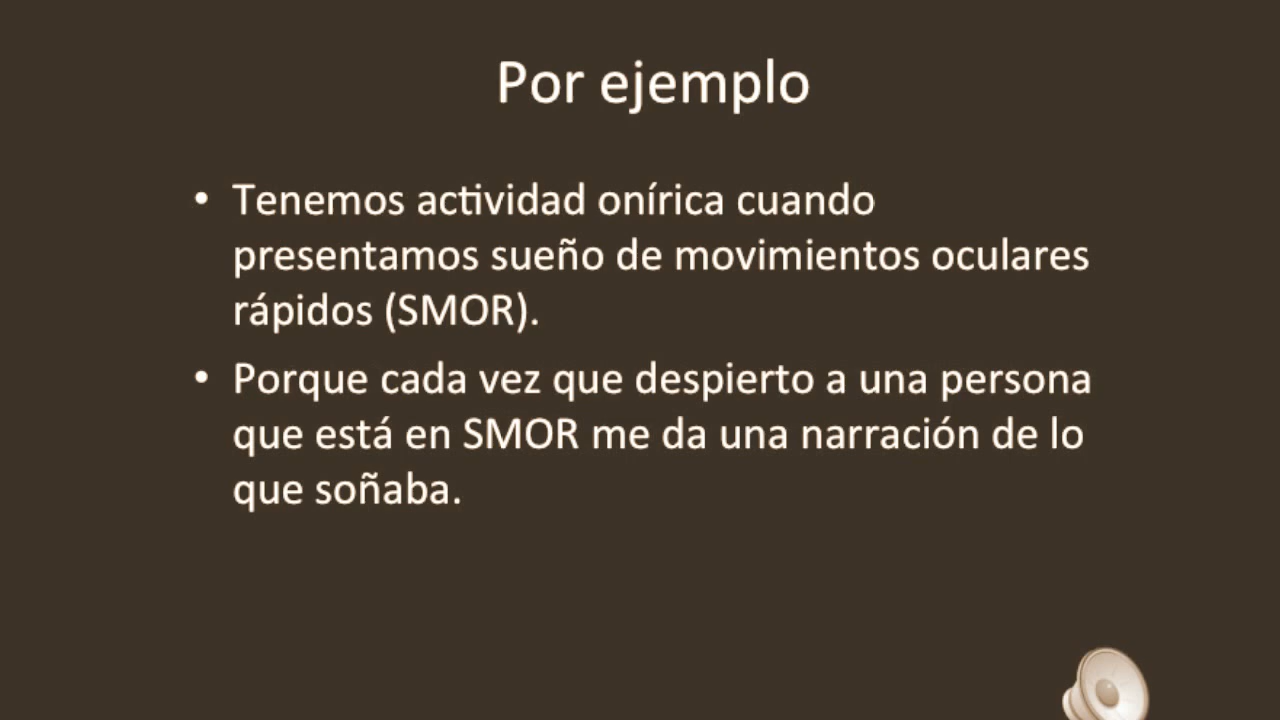 Por ejemplo
• Tenemos actividad onírica cuando
presentamos sueño de movimientos oculares
rápidos (SMOR).
• Porque cada vez que despierto a una persona
que está en SMOR me da una narración de lo
que soñaba.